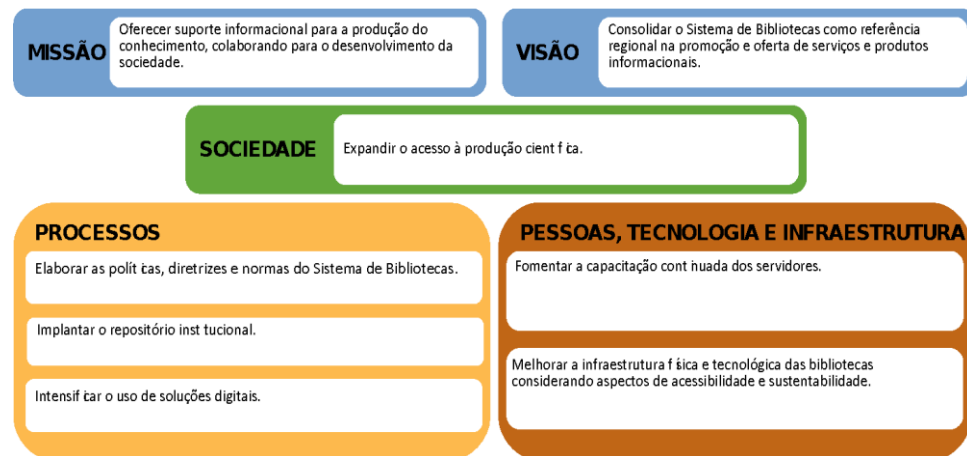 MISSÃO
Oferecer suporte informacional para a produção do
conhecimento, colaborando para o desenvolvimento da
sociedade.
VISÃO
Consolidar o Sistema de Bibliotecas como referência
regional na promoção e oferta de serviços e produtos
informacionais.
SOCIEDADE
Expandir o acesso à produção cient f ica.
PROCESSOS
Elaborar as polít icas, diretrizes e normas do Sistema de Bibliotecas.
Implantar o repositório inst tucional.
Intensif icar o uso de soluções digitais.
PESSOAS, TECNOLOGIA E INFRAESTRUTURA
Fomentar a capacitação cont nuada dos servidores.
Melhorar a infraestrutura f ísica e tecnológica das bibliotecas
considerando aspectos de acessibilidade e sustentabilidade.